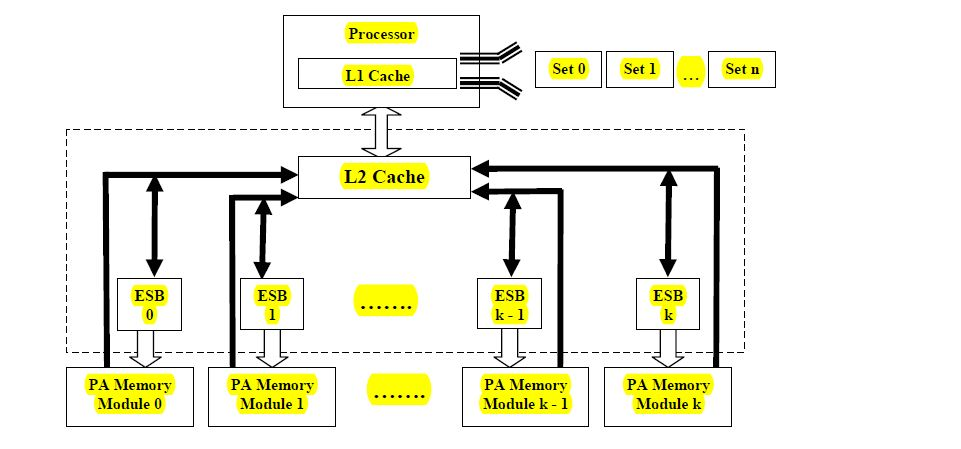 Processor
L1 Cache
Set 0
Set 1
...
Set n
L2 Cache
ESB
0
ESB
1
…….
ESB
k - 1
ESB
k
PA Memory
Module 0
PA Memory
Module 1
…….
PA Memory
Module k - 1
PA Memory
Module k